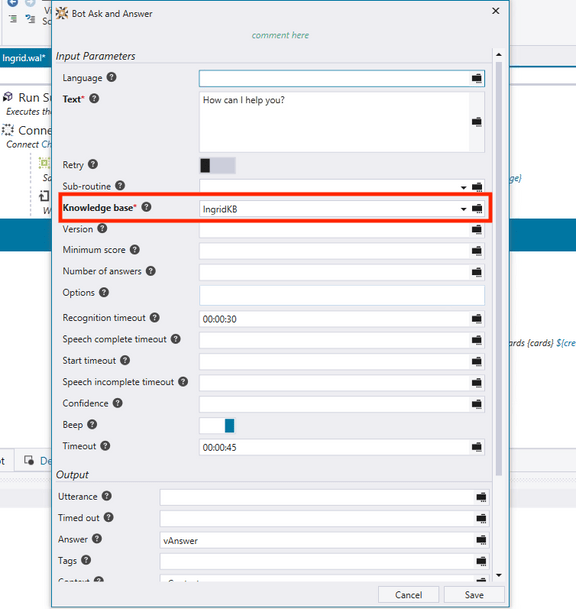 Vi
Sc
Bot Ask and Answer
comment here
Ingrid.wal*
Input Parameters
Language
Text*
How can I help you?
Run Su
Executes th
Conne
Connect Ch
Retry
Sa
Sub-routine
ge}
Knowledge base*
IngridKB
W
Version
Minimum score
Number of answers
Options
Recognition timeout
00:00:30
Speech complete timeout
ards {cards} ${cre
Start timeout
Speech incomplete timeout
Confidence
Beep
Timeout
00:00:45
pt
De
Output
Utterance
Timed out
Answer
vAnswer
Tags
Context
Cancel
Save